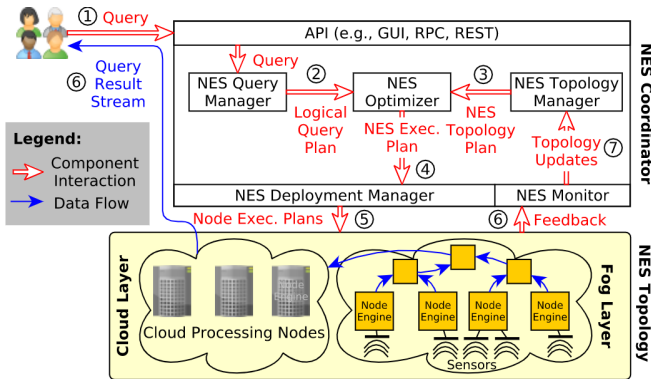 ① Query
API (e.g., GUI, RPC, REST)
NES Coordinator
⑥ Query
Result
Stream
Query
NES Query
Manager
②
Logical
Query
Plan
NES
Optimizer
③
NES
Topology
Plan
NES Topology
Manager
NES Exec.
Plan
④
Topology
Updates
⑦
Legend:
Component
Interaction
Data Flow
NES Deployment Manager
NES Monitor
Node Exec. Plans
⑤
⑥
Feedback
Cloud Layer
Node
Engine
Cloud Processing Nodes
Node
Engine
Node
Engine
Node
Engine
Node
Engine
Sensors
Fog Layer
NES Topology